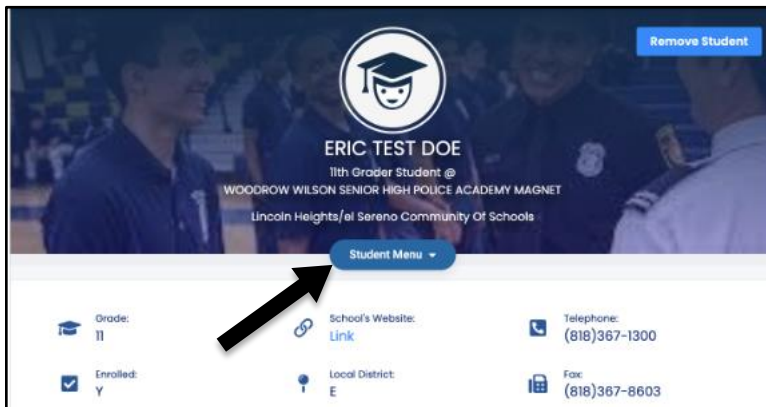 Remove Student
ERIC TEST DOE
11th Grader Student @
WOODROW WILSON SENIOR HIGH POLICE ACADEMY MAGNET
Lincoln Heights/el Sereno Community Of Schools
Student Menu
Grade:
11
School's Website:
Link
Telephone:
(818)367-1300
Enrolled:
Y
Local District:
E
Fax:
(818)367-8603